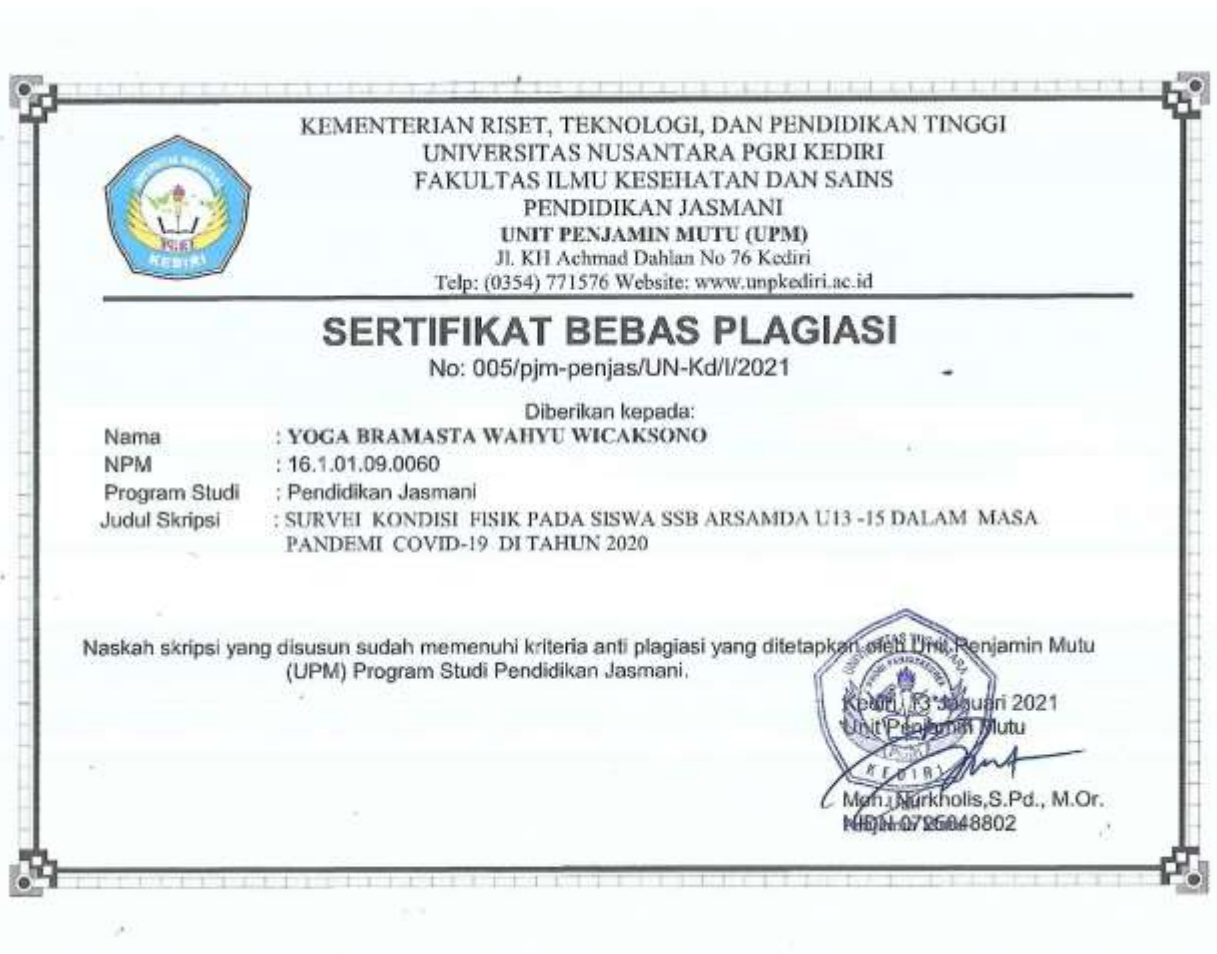 KEMENTERIAN RISET, TEKNOLOGI, DAN PENDIDIKAN TINGGI
UNIVERSITAS NUSANTARA PGRI KEDIRI
FAKULTAS ILMU KESEHATAN DAN SAINS
PENDIDIKAN JASMANI
UNIT PENJAMIN MUTU (UPM)
Jl. KH Achmad Dahlan No 76 Kediri
Telp: (0354) 771576 Website: www.unpkediri.ac.id
UNIVERSITAS NUSANTARA
PGRI
KEDIRI
SERTIFIKAT BEBAS PLAGIASI
No: 005/pjm-penjas/UN-Kd/I/2021
Diberikan kepada:
Nama : YOGA BRAMASTA WAHYU WICAKSONO
NPM : 16.1.01.09.0060
Program Studi : Pendidikan Jasmani
Judul Skripsi : SURVEI KONDISI FISIK PADA SISWA SSB ARSAMDA U13 -15 DALAM MASA
PANDEMI COVID-19 DI TAHUN 2020
Naskah skripsi yang disusun sudah memenuhi kriteria anti plagiasi yang ditetapkan oleh Unit Penjamin Mutu
(UPM) Program Studi Pendidikan Jasmani.
Kediri, 13 Januari 2021
Unit Penjamin Mutu
KEDIRI
Moh. Nurkholis,S.Pd., M.Or.
NIDN.0725048802